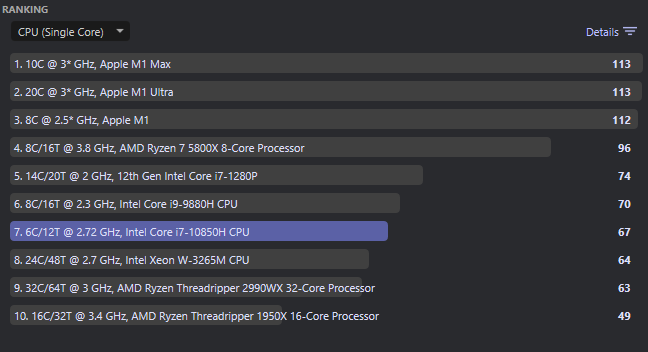 RANKING
CPU (Single Core)
Details
1. 10C @ 3* GHz, Apple M1 Max 113
2. 20C @ 3* GHz, Apple M1 Ultra 113
3. 8C @ 2.5* GHz, Apple M1 112
4. 8C/16T @ 3.8 GHz, AMD Ryzen 7 5800X 8-Core Processor 96
5. 14C/20T @ 2 GHz, 12th Gen Intel Core i7-1280P 74
6. 8C/16T @ 2.3 GHz, Intel Core i9-9880H CPU 70
7. 6C/12T @ 2.72 GHz, Intel Core i7-10850H CPU 67
8. 24C/48T @ 2.7 GHz, Intel Xeon W-3265M CPU 64
9. 32C/64T @ 3 GHz, AMD Ryzen Threadripper 2990WX 32-Core Processor 63
10. 16C/32T @ 3.4 GHz, AMD Ryzen Threadripper 1950X 16-Core Processor 49